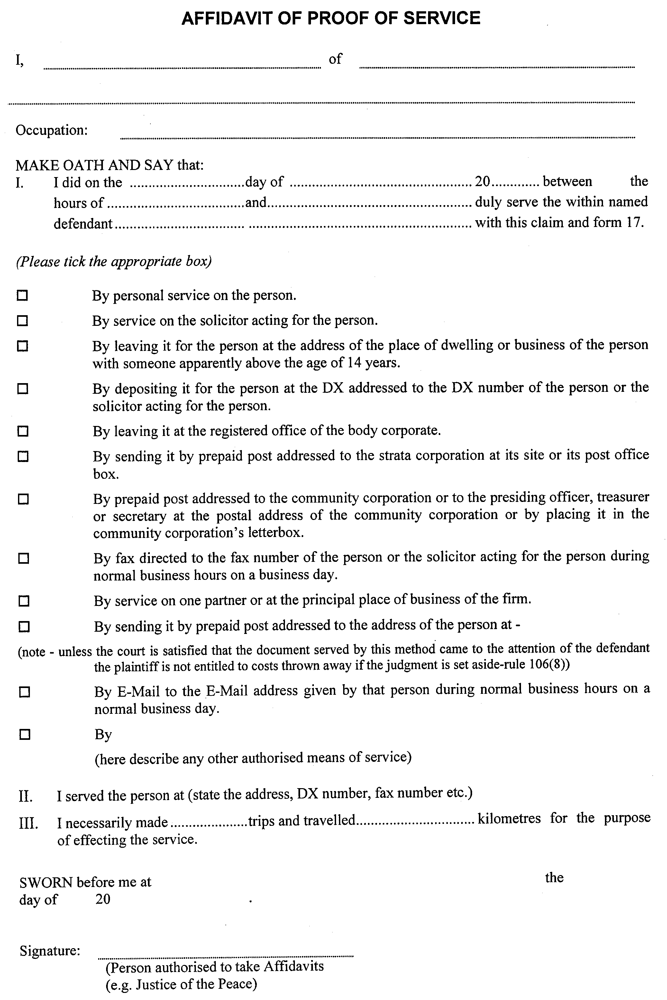 AFFIDAVIT OF PROOF OF SERVICE
I, ........................................ of ........................................
................................................................................
Occupation: ........................................
MAKE OATH AND SAY that:
I. I did on the ..............................day of ................................................ 20............. between the
hours of ....................................and...................................................... duly serve the within named
defendant.................................. ........................................................... with this claim and form 17.
(Please tick the appropriate box)
☐ By personal service on the person.
☐ By service on the solicitor acting for the person.
☐ By leaving it for the person at the address of the place of dwelling or business of the person
with someone apparently above the age of 14 years.
☐ By depositing it for the person at the DX addressed to the DX number of the person or the
solicitor acting for the person.
☐ By leaving it at the registered office of the body corporate.
☐ By sending it by prepaid post addressed to the strata corporation at its site or its post office
box.
☐ By prepaid post addressed to the community corporation or to the presiding officer, treasurer
or secretary at the postal address of the community corporation or by placing it in the
community corporation's letterbox.
☐ By fax directed to the fax number of the person or the solicitor acting for the person during
normal business hours on a business day.
☐ By service on one partner or at the principal place of business of the firm.
☐ By sending it by prepaid post addressed to the address of the person at -
(note - unless the court is satisfied that the document served by this method came to the attention of the defendant
the plaintiff is not entitled to costs thrown away if the judgment is set aside-rule 106(8))
☐ By E-Mail to the E-Mail address given by that person during normal business hours on a
normal business day.
☐ By
(here describe any other authorised means of service)
II. I served the person at (state the address, DX number, fax number etc.)
III. I necessarily made ....................trips and travelled............................... kilometres for the purpose
of effecting the service.
SWORN before me at the
day of 20 .
Signature: ........................................
(Person authorised to take Affidavits
(e.g. Justice of the Peace)